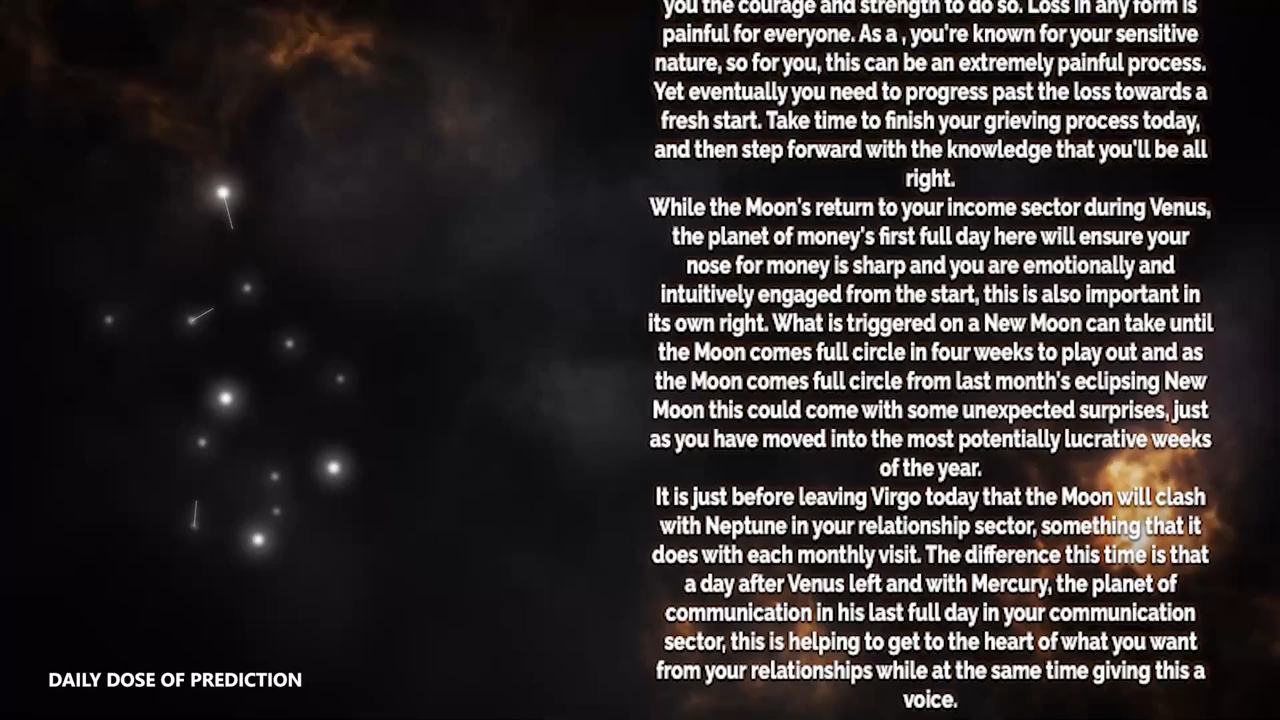 you the courage and strength to do so. Loss in any form is
painful for everyone. As a , you're known for your sensitive
nature, so for you, this can be an extremely painful process.
Yet eventually you need to progress past the loss towards a
fresh start. Take time to finish your grieving process today,
and then step forward with the knowledge that you'll be all
right.
While the Moon's return to your income sector during Venus,
the planet of money's first full day here will ensure your
nose for money is sharp and you are emotionally and
intuitively engaged from the start, this is also important in
its own right. What is triggered on a New Moon can take until
the Moon comes full circle in four weeks to play out and as
the Moon comes full circle from last month's eclipsing New
Moon this could come with some unexpected surprises, just
as you have moved into the most potentially lucrative weeks
of the year.
It is just before leaving Virgo today that the Moon will clash
with Neptune in your relationship sector, something that it
does with each monthly visit. The difference this time is that
a day after Venus left and with Mercury, the planet of
communication in his last full day in your communication
sector, this is helping to get to the heart of what you want
from your relationships while at the same time giving this a
voice.
DAILY DOSE OF PREDICTION